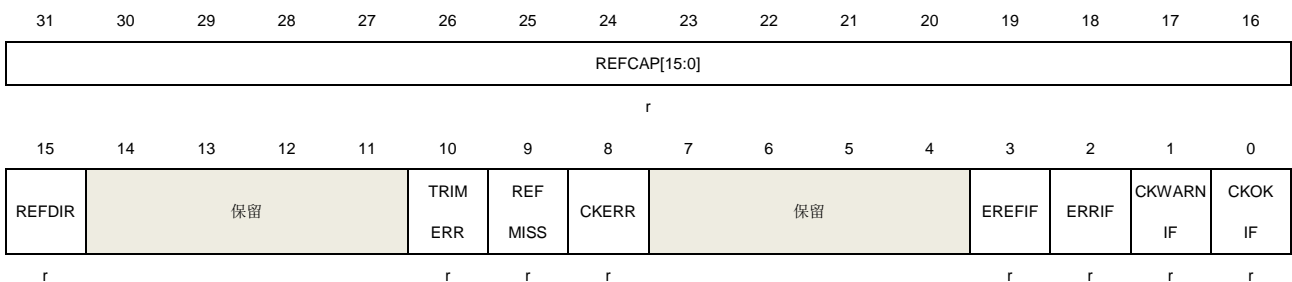 31 30 29 28 27 26 25 24 23 22 21 20 19 18 17 16
REFCAP[15:0]
r
15 14 13 12 11 10 9 8 7 6 5 4 3 2 1 0
REFDIR 保留 TRIM ERR REF MISS CKERR 保留 EREFIF ERRIF CKWARN IF CKOK IF
r r r r r r r r